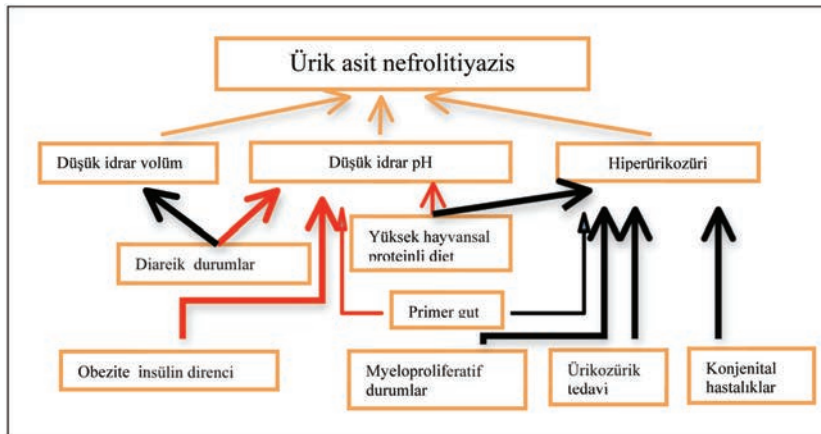 Ürik asit nefrolitiyazis
Düşük idrar volüm
Düşük idrar pH
Hiperürikozüri
Diareik durumlar
Yüksek hayvansal
proteinli diet
Primer gut
Obezite insülin direnci
Myeloproliferatif
durumlar
Ürikozürik
tedavi
Konjenital
hastalıklar